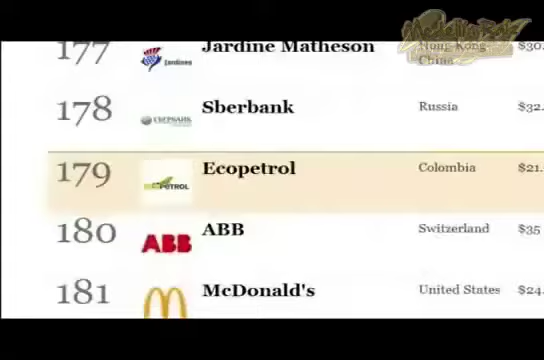 177 Jardines Jardine Matheson Hong Kong- $30.
China
178 Sberbank Russia $32.
179 Ecopetrol Colombia $21.
180 ABB ABB Switzerland $35
181 McDonald's United States $24.